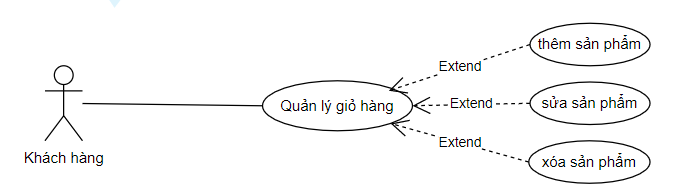 thêm sản phẩm
Extend
Quản lý giỏ hàng
Extend
sửa sản phẩm
Extend
xóa sản phẩm
Khách hàng